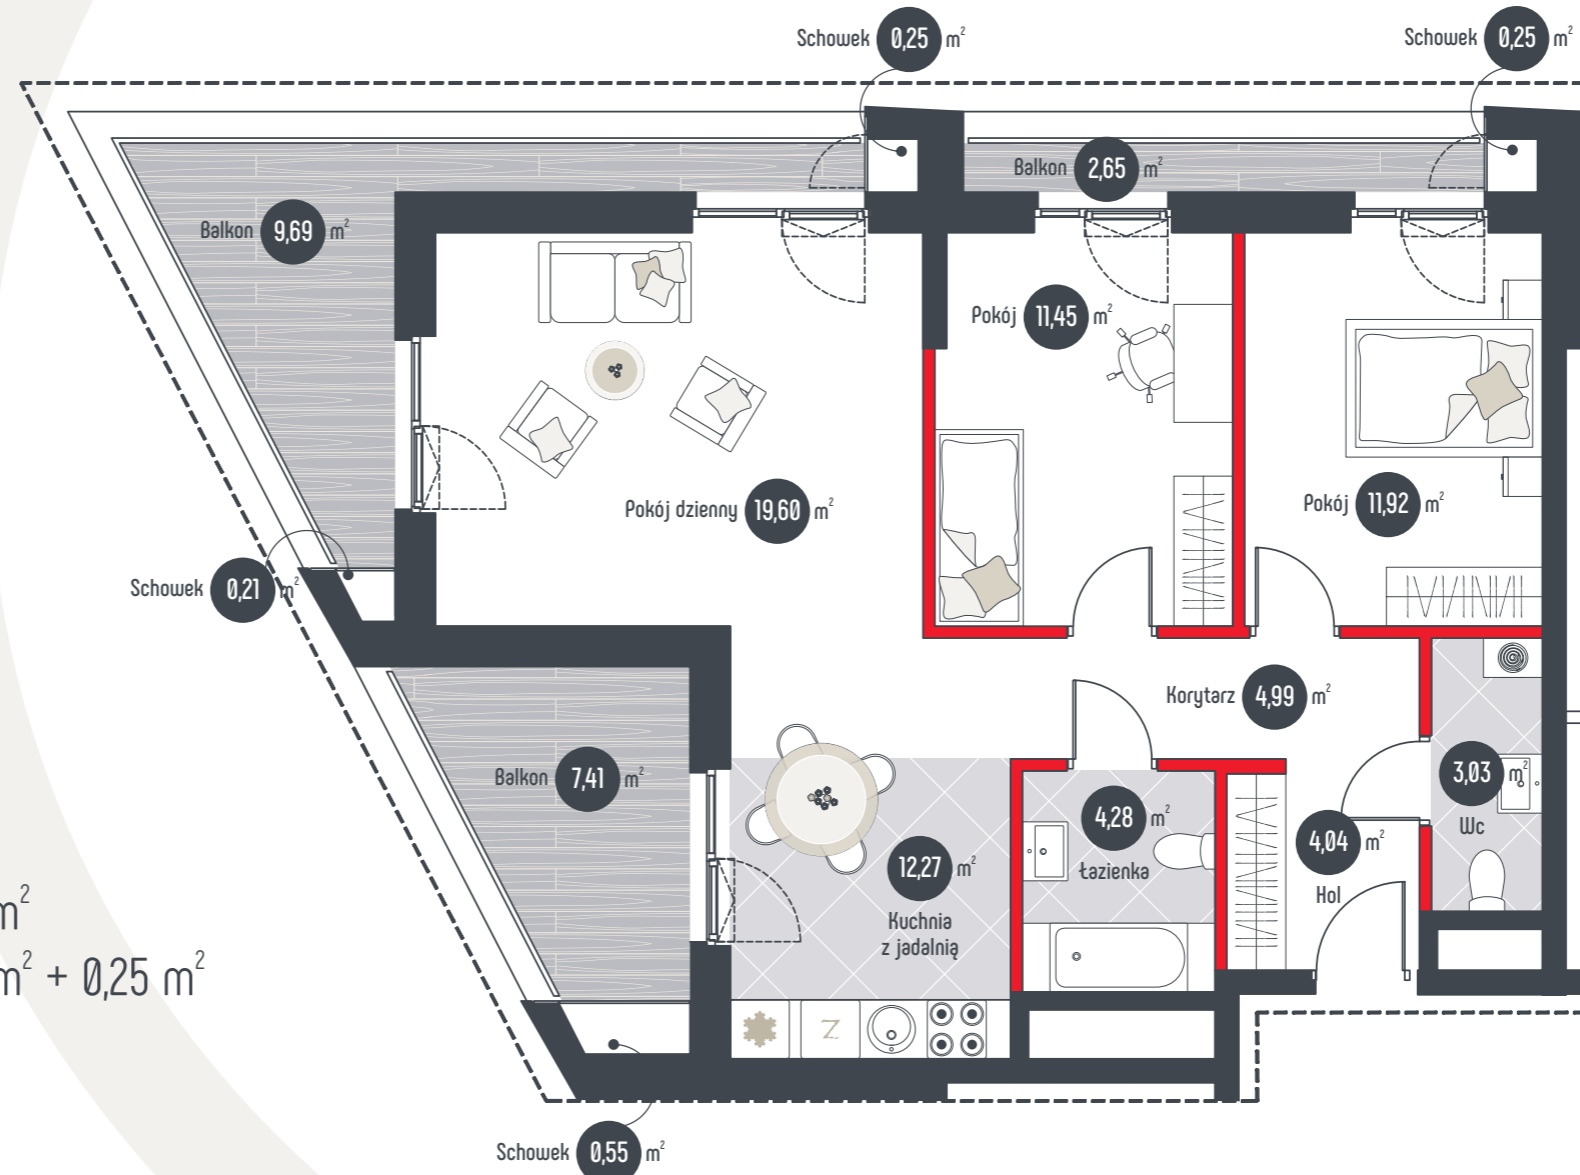 Schowek 0,25 m²
Schowek 0,25 m²
Balkon 2,65 m²
Balkon 9,69 m²
Pokój 11,45 m²
Pokój dzienny 19,60 m²
Pokój 11,92 m²
Schowek 0,21 m²
Korytarz 4,99 m²
Balkon 7,41 m²
3,03 m²
Wc
4,28 m²
Łazienka
4,04 m²
Hol
12,27 m²
Kuchnia
z jadalnią
m²
m² + 0,25 m²
Z
Schowek 0,55 m²